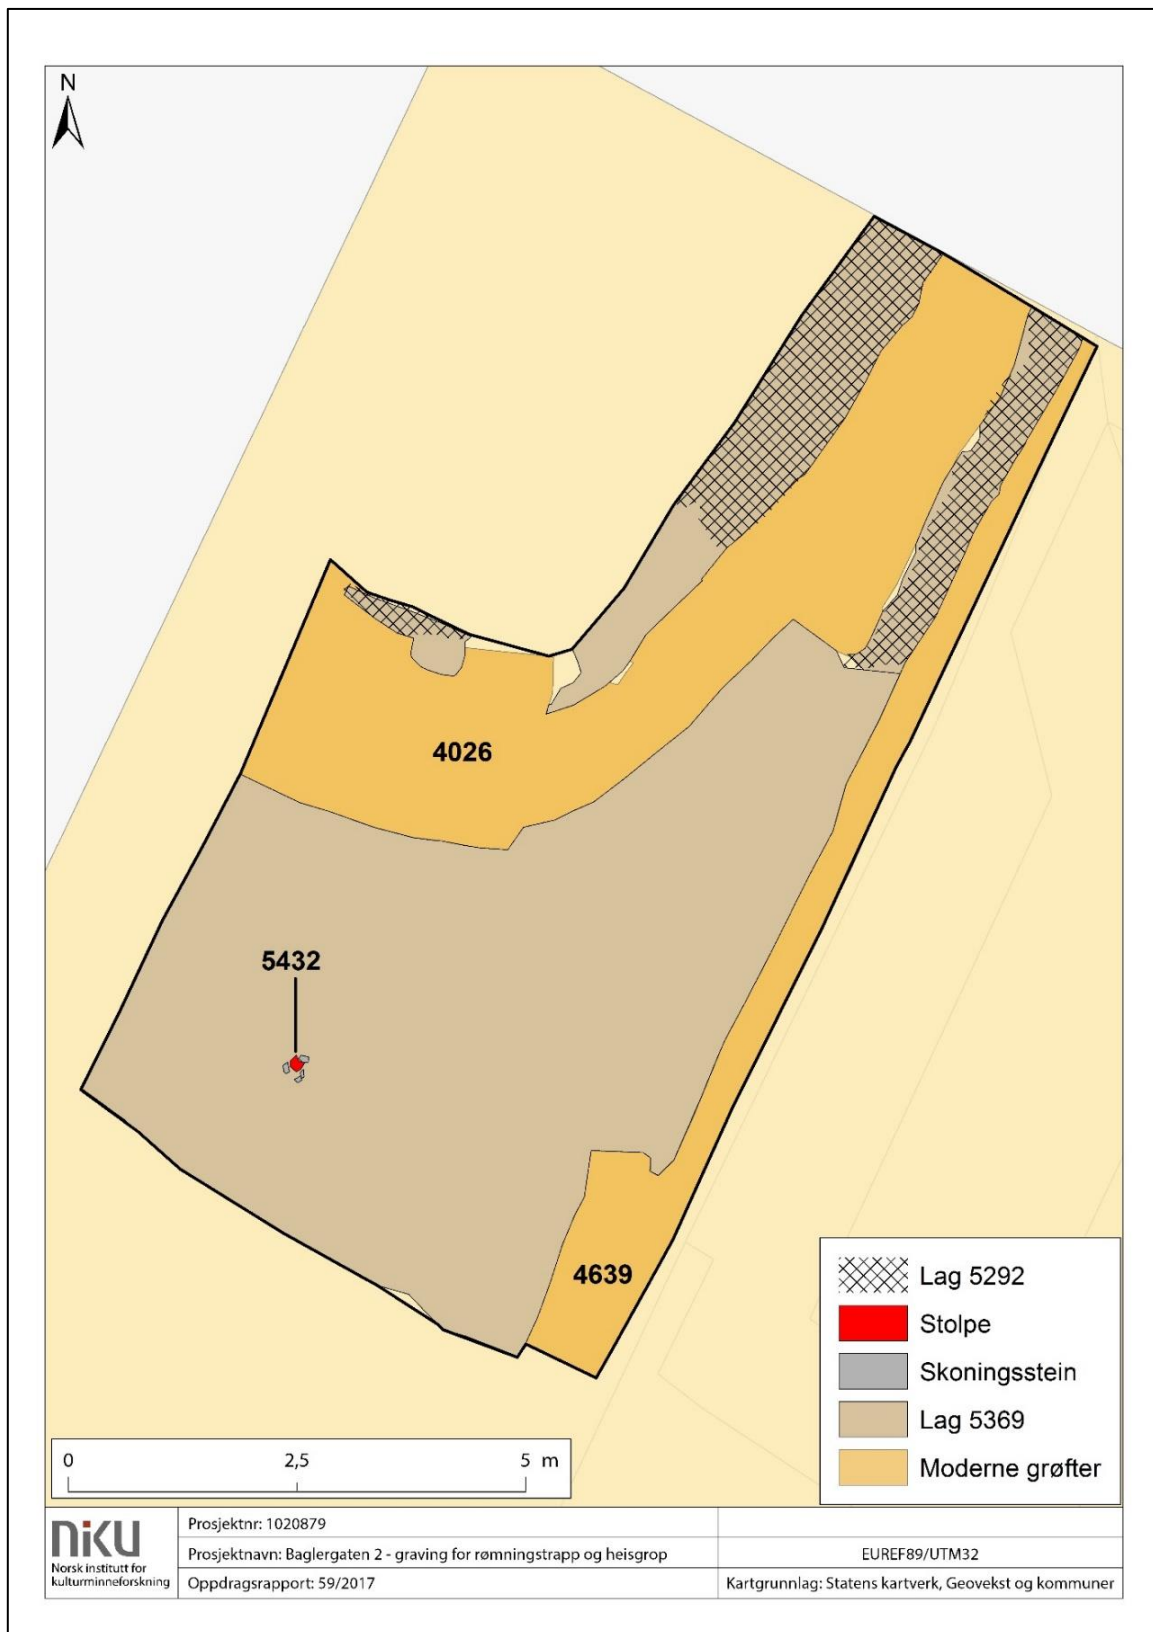 N
4026
5432
4639
Lag 5292
Stolpe
Skoningsstein
Lag 5369
Moderne grøfter
0 2,5 5 m
niKU
Norsk institutt for
kulturminneforskning
Prosjektnr: 1020879
Prosjektnavn: Baglergaten 2 - graving for rømningstrapp og heisgrop
EUREF89/UTM32
Oppdragsrapport: 59/2017
Kartgrunnlag: Statens kartverk, Geovekst og kommuner